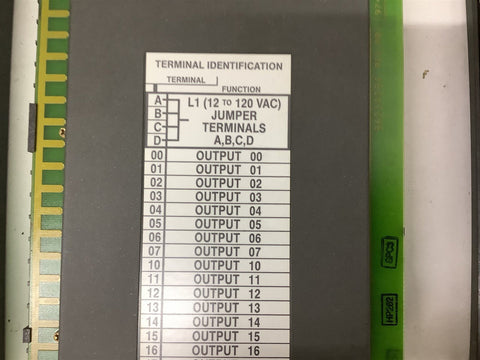 TERMINAL IDENTIFICATION
TERMINAL
FUNCTION
A L1 (12 TO 120 VAC)
B JUMPER
C TERMINALS
D A,B,C,D
00 OUTPUT 00
01 OUTPUT 01
02 OUTPUT 02
03 OUTPUT 03
04 OUTPUT 04
05 OUTPUT 05
06 OUTPUT 06
07 OUTPUT 07
10 OUTPUT 10
11 OUTPUT 11
12 OUTPUT 12
13 OUTPUT 13
14 OUTPUT 14
15 OUTPUT 15
16 OUTPUT 16
GPC3
HP262